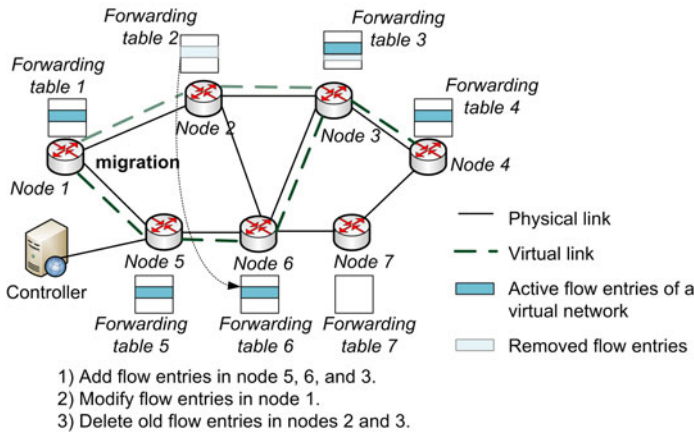 Forwarding
table 2
Forwarding
table 3
Forwarding
table 1
Forwarding
table 4
Node 2
Node 3
migration
Node 1
Node 4
Physical link
Virtual link
Node 5
Node 6
Node 7
Controller
Active flow entries of a
virtual network
Forwarding
table 5
Forwarding
table 6
Forwarding
table 7
Removed flow entries
1) Add flow entries in node 5, 6, and 3.
2) Modify flow entries in node 1.
3) Delete old flow entries in nodes 2 and 3.